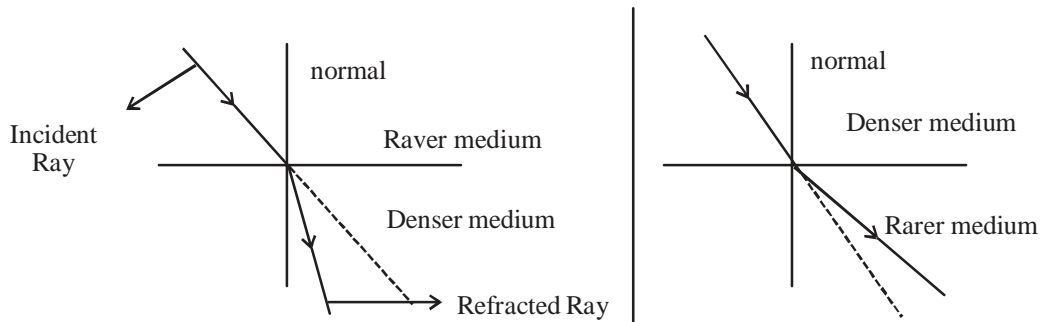 normal
Incident
Ray
Raver medium
Denser medium
Refracted Ray
normal
Denser medium
Rarer medium